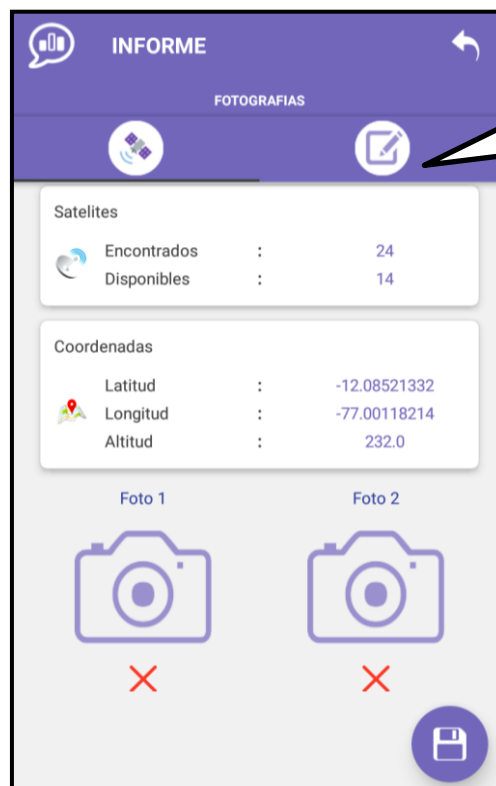 INFORME
FOTOGRAFIAS
Satelites
Encontrados : 24
Disponibles : 14
Coordenadas
Latitud : -12.08521332
Longitud : -77.00118214
Altitud : 232.0
Foto 1 Foto 2